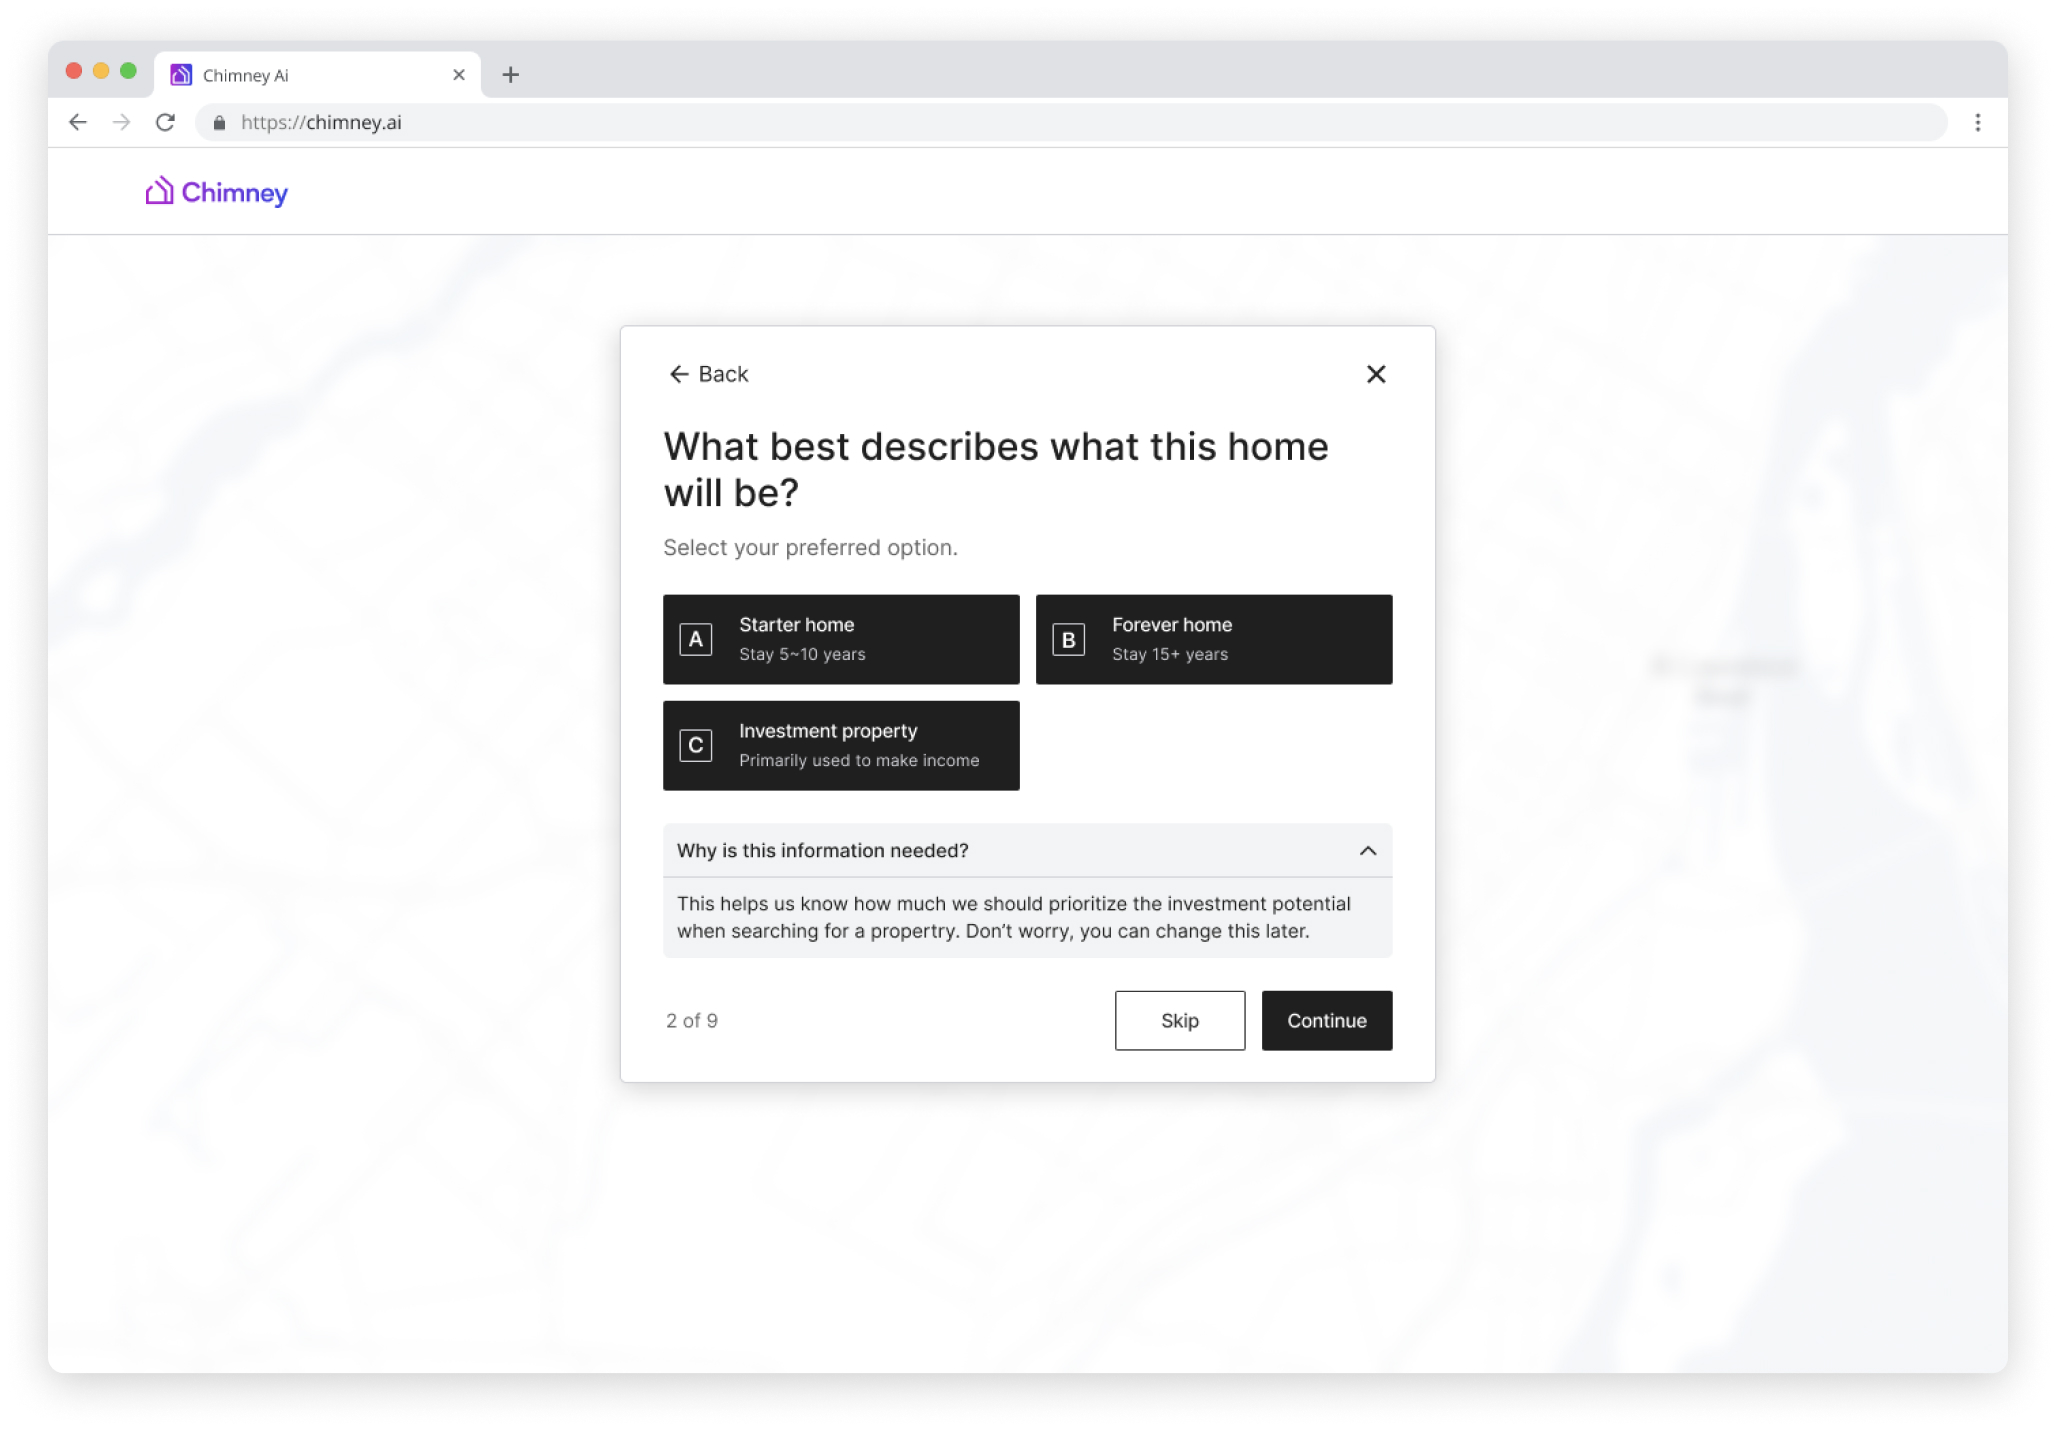 Chimney Ai
https://chimney.ai
Chimney
Back
What best describes what this home
will be?
Select your preferred option.
A
Starter home
Stay 5~10 years
B
Forever home
Stay 15+ years
C
Investment property
Primarily used to make income
Why is this information needed?
This helps us know how much we should prioritize the investment potential
when searching for a propertry. Don’t worry, you can change this later.
2 of 9
Skip
Continue